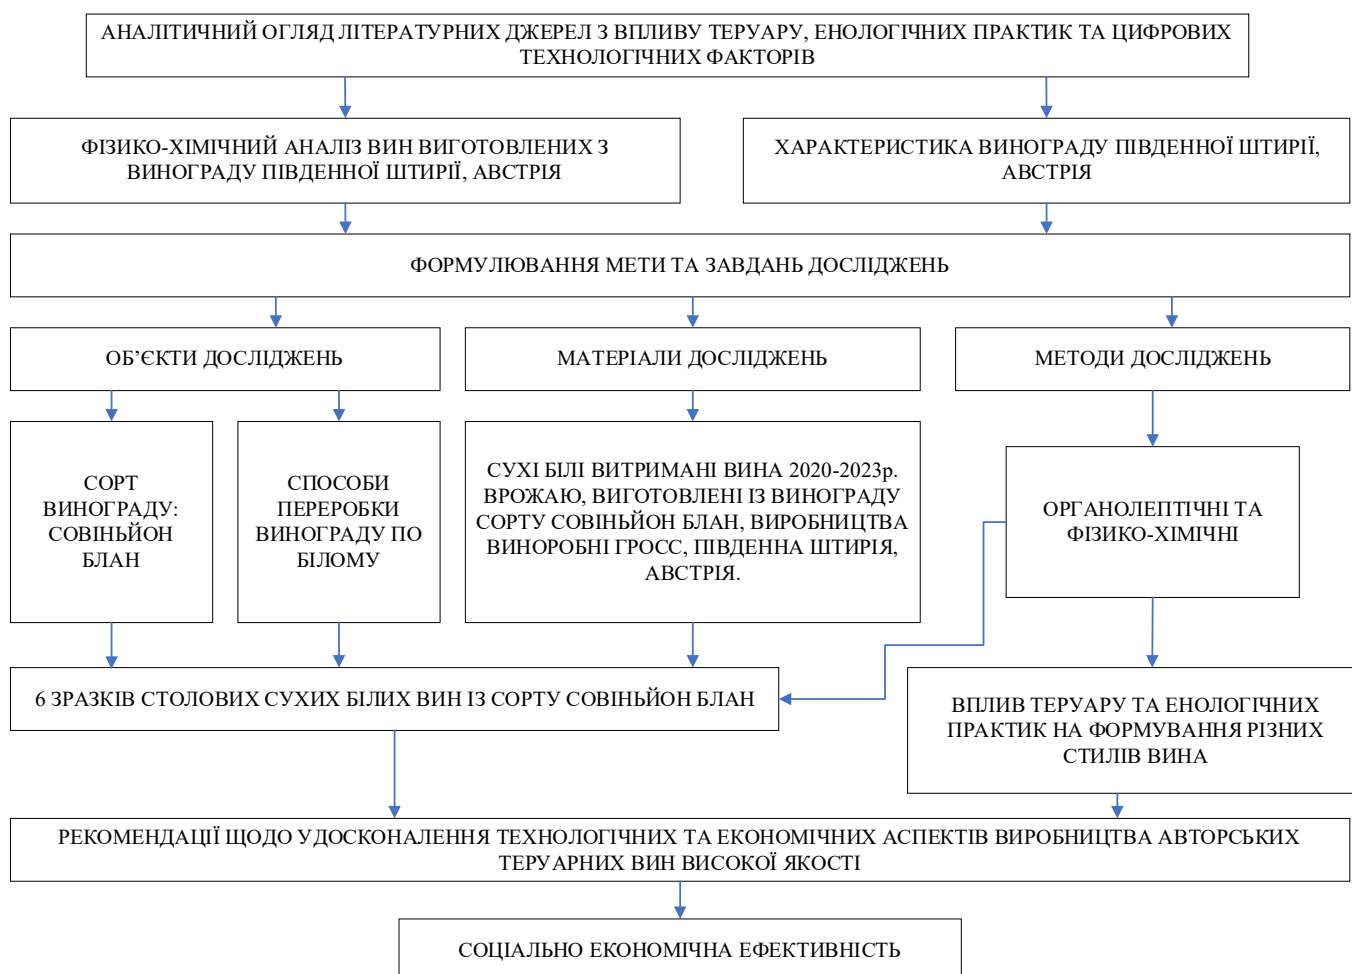 АНАЛІТИЧНИЙ ОГЛЯД ЛІТЕРАТУРНИХ ДЖЕРЕЛ З ВПЛИВУ ТЕРУАРУ, ЕНОЛОГІЧНИХ ПРАКТИК ТА ЦИФРОВИХ
ТЕХНОЛОГІЧНИХ ФАКТОРІВ
ФІЗИКО-ХІМІЧНИЙ АНАЛІЗ ВИН ВИГОТОВЛЕНИХ З
ВИНОГРАДУ ПІВДЕННОЇ ШТИРІЇ, АВСТРІЯ
ХАРАКТЕРИСТИКА ВИНОГРАДУ ПІВДЕННОЇ ШТИРІЇ,
АВСТРІЯ
ФОРМУЛЮВАННЯ МЕТИ ТА ЗАВДАНЬ ДОСЛІДЖЕНЬ
ОБ’ЄКТИ ДОСЛІДЖЕНЬ
МАТЕРІАЛИ ДОСЛІДЖЕНЬ
МЕТОДИ ДОСЛІДЖЕНЬ
СОРТ
ВИНОГРАДУ:
СОВІНЬЙОН
БЛАН
СПОСОБИ
ПЕРЕРОБКИ
ВИНОГРАДУ ПО
БІЛОМУ
СУХІ БІЛІ ВИТРИМАНІ ВИНА 2020-2023р.
ВРОЖАЮ, ВИГОТОВЛЕНІ ІЗ ВИНОГРАДУ
СОРТУ СОВІНЬЙОН БЛАН, ВИРОБНИЦТВА
ВИНОРОБНІ ГРОСС, ПІВДЕННА ШТИРІЯ,
АВСТРІЯ.
ОРГАНОЛЕПТИЧНІ ТА
ФІЗИКО-ХІМІЧНІ
6 ЗРАЗКІВ СТОЛОВИХ СУХИХ БІЛИХ ВИН ІЗ СОРТУ СОВІНЬЙОН БЛАН
ВПЛИВ ТЕРУАРУ ТА ЕНОЛОГІЧНИХ
ПРАКТИК НА ФОРМУВАННЯ РІЗНИХ
СТИЛІВ ВИНА
РЕКОМЕНДАЦІЇ ЩОДО УДОСКОНАЛЕННЯ ТЕХНОЛОГІЧНИХ ТА ЕКОНОМІЧНИХ АСПЕКТІВ ВИРОБНИЦТВА АВТОРСЬКИХ
ТЕРУАРНИХ ВИН ВИСОКОЇ ЯКОСТІ
СОЦІАЛЬНО ЕКОНОМІЧНА ЕФЕКТИВНІСТЬ